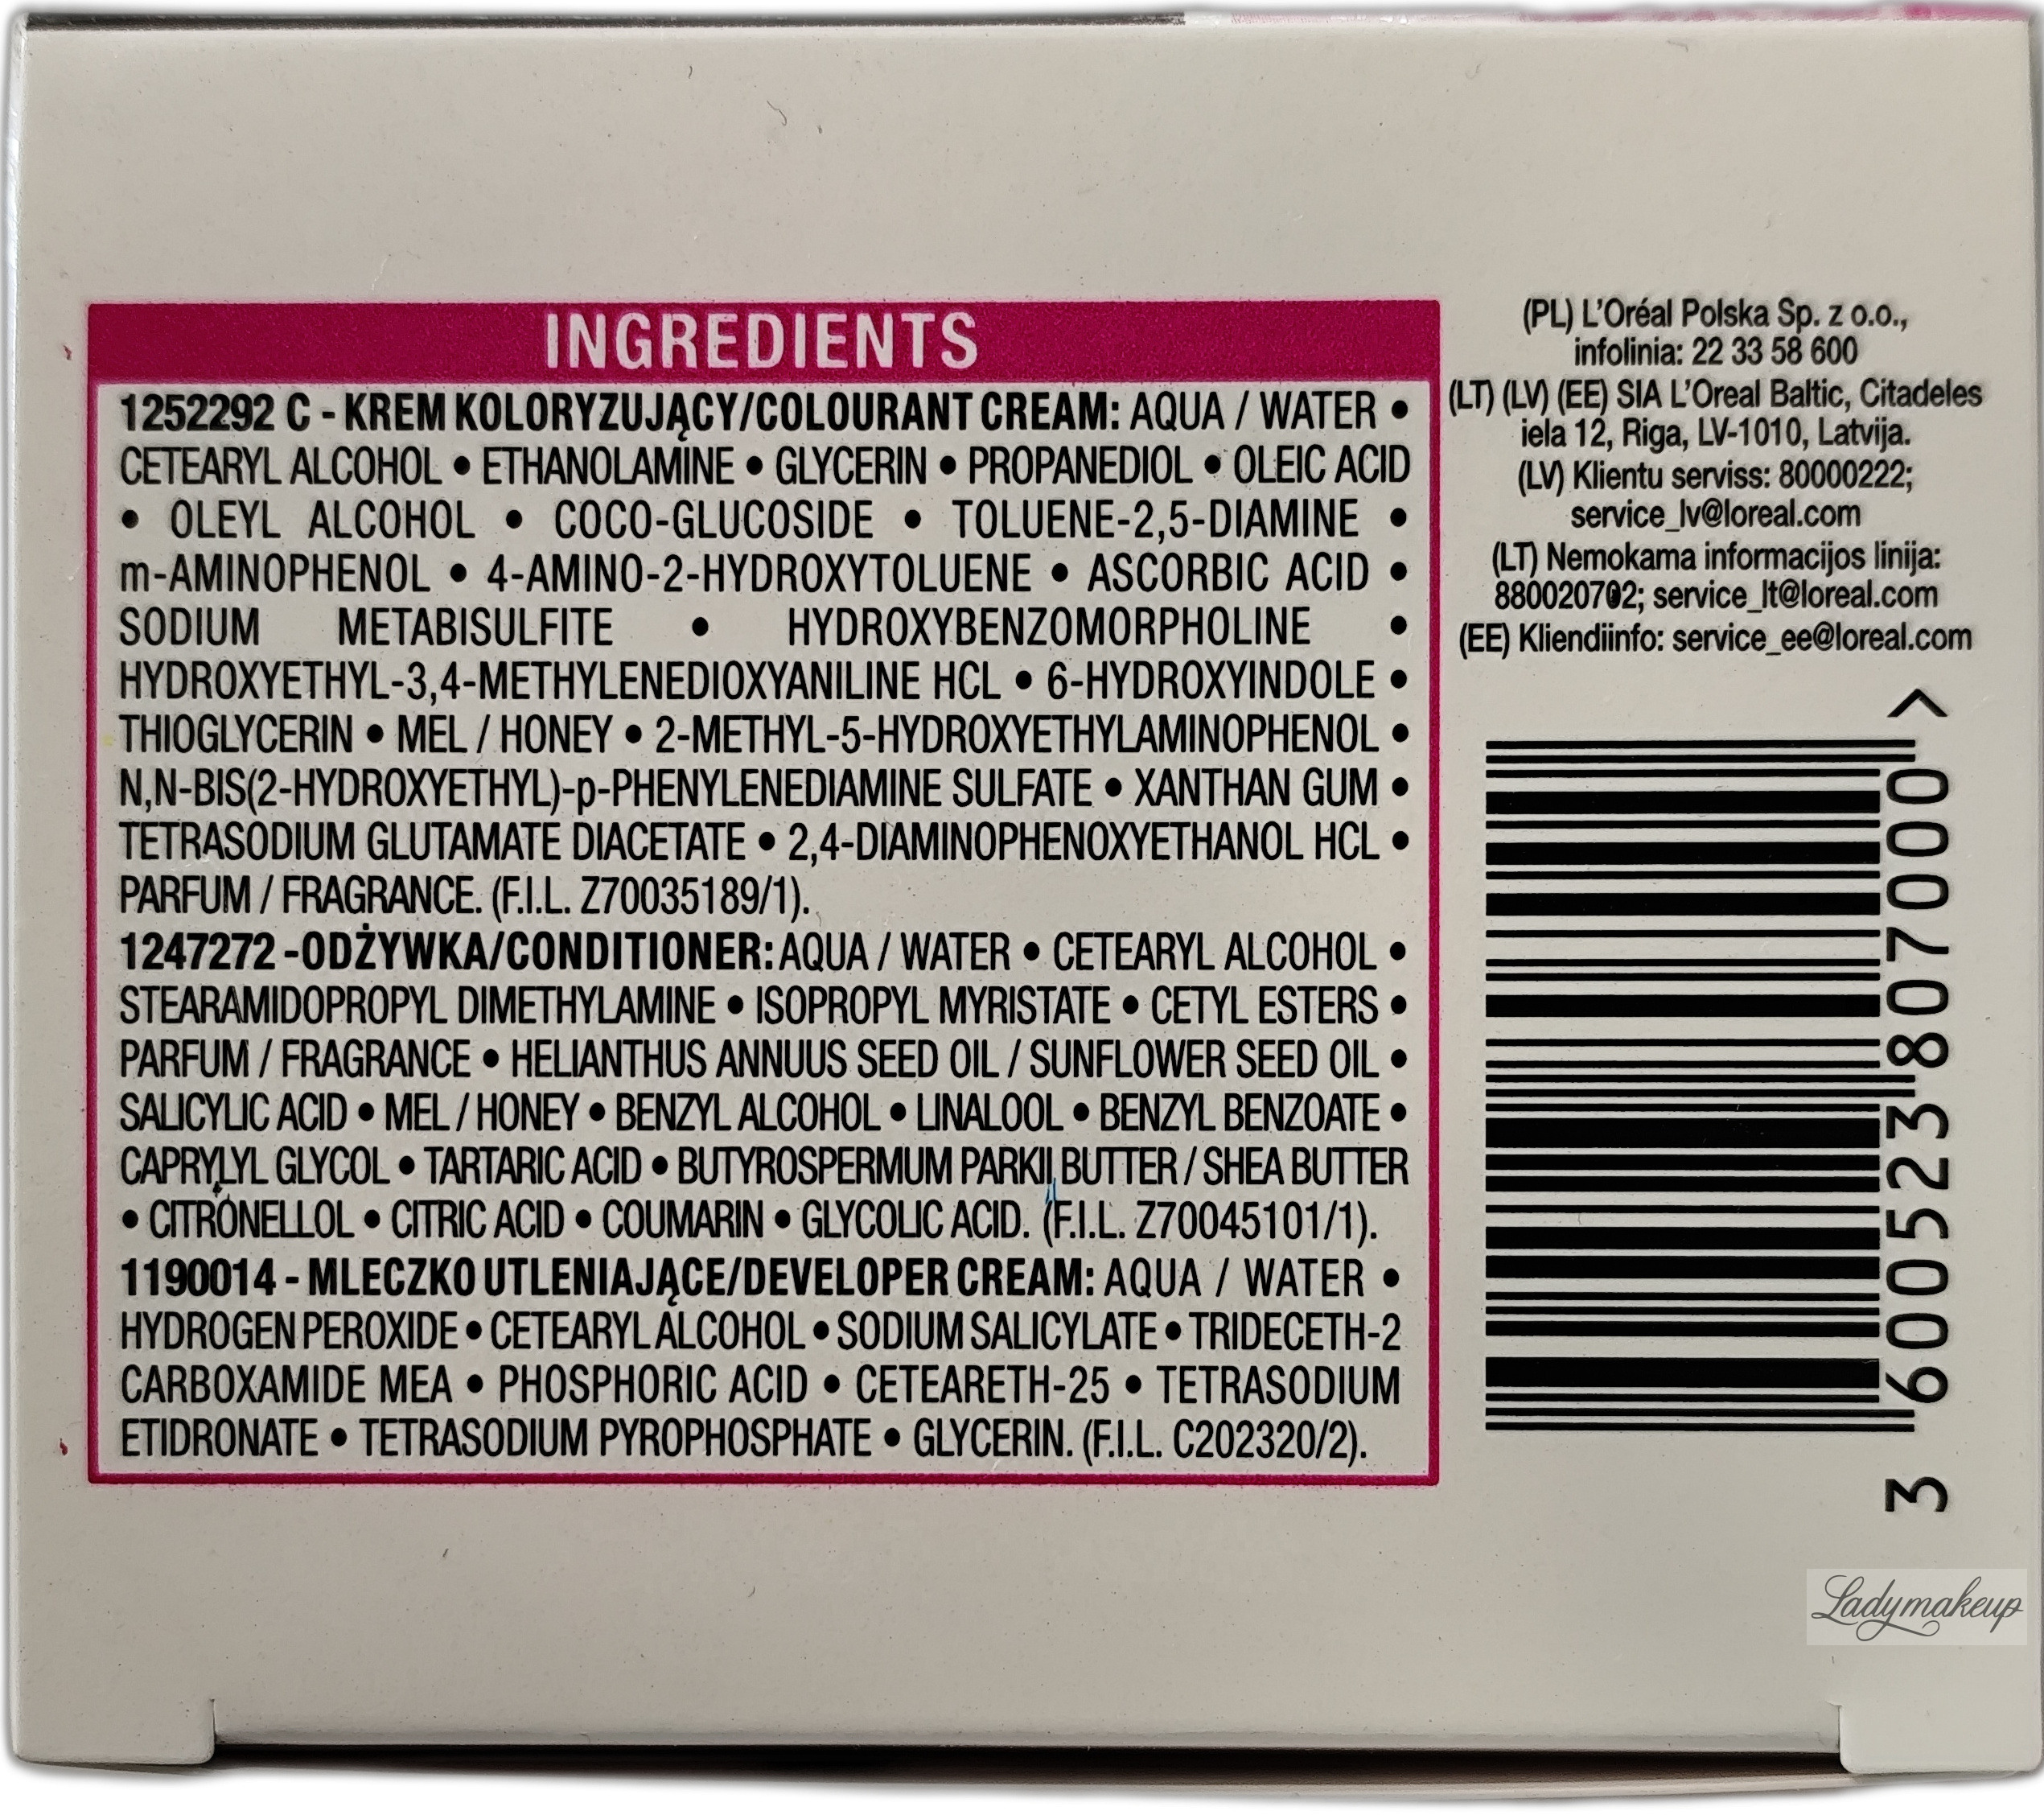 INGREDIENTS
1252292 C - KREM KOLORYZUJĄCY/COLOURANT CREAM: AQUA / WATER •
CETEARYL ALCOHOL • ETHANOLAMINE • GLYCERIN • PROPANEDIOL • OLEIC ACID
• OLEYL ALCOHOL • COCO-GLUCOSIDE • TOLUENE-2,5-DIAMINE •
m-AMINOPHENOL • 4-AMINO-2-HYDROXYTOLUENE • ASCORBIC ACID •
SODIUM METABISULFITE • HYDROXYBENZOMORPHOLINE •
HYDROXYETHYL-3,4-METHYLENEDIOXYANILINE HCL • 6-HYDROXYINDOLE •
THIOGLYCERIN • MEL / HONEY • 2-METHYL-5-HYDROXYETHYLAMINOPHENOL •
N,N-BIS(2-HYDROXYETHYL)-p-PHENYLENEDIAMINE SULFATE • XANTHAN GUM •
TETRASODIUM GLUTAMATE DIACETATE • 2,4-DIAMINOPHENOXYETHANOL HCL •
PARFUM / FRAGRANCE. (F.I.L. Z70035189/1).
1247272 -ODŻYWKA/CONDITIONER: AQUA / WATER • CETEARYL ALCOHOL •
STEARAMIDOPROPYL DIMETHYLAMINE • ISOPROPYL MYRISTATE • CETYL ESTERS •
PARFUM / FRAGRANCE • HELIANTHUS ANNUUS SEED OIL / SUNFLOWER SEED OIL •
SALICYLIC ACID • MEL / HONEY • BENZYL ALCOHOL • LINALOOL • BENZYL BENZOATE •
CAPRYLYL GLYCOL • TARTARIC ACID • BUTYROSPERMUM PARKII BUTTER / SHEA BUTTER
• CITRONELLOL • CITRIC ACID • COUMARIN • GLYCOLIC ACID. (F.I.L. Z70045101/1).
1190014 - MLECZKO UTLENIAJĄCE/DEVELOPER CREAM: AQUA / WATER •
HYDROGEN PEROXIDE • CETEARYL ALCOHOL • SODIUM SALICYLATE • TRIDECETH-2
CARBOXAMIDE MEA • PHOSPHORIC ACID • CETEARETH-25 • TETRASODIUM
ETIDRONATE • TETRASODIUM PYROPHOSPHATE • GLYCERIN. (F.I.L. C202320/2).
(PL) L'Oréal Polska Sp. z o.o.,
infolinia: 22 33 58 600
(LT) (LV) (EE) SIA L'Oreal Baltic, Citadeles
iela 12, Riga, LV-1010, Latvija.
(LV) Klientu serviss: 80000222;
service_lv@loreal.com
(LT) Nemokama informacijos linija:
880020702; service_lt@loreal.com
(EE) Kliendiinfo: service_ee@loreal.com
3 600523 807000 >
Ladymakeup